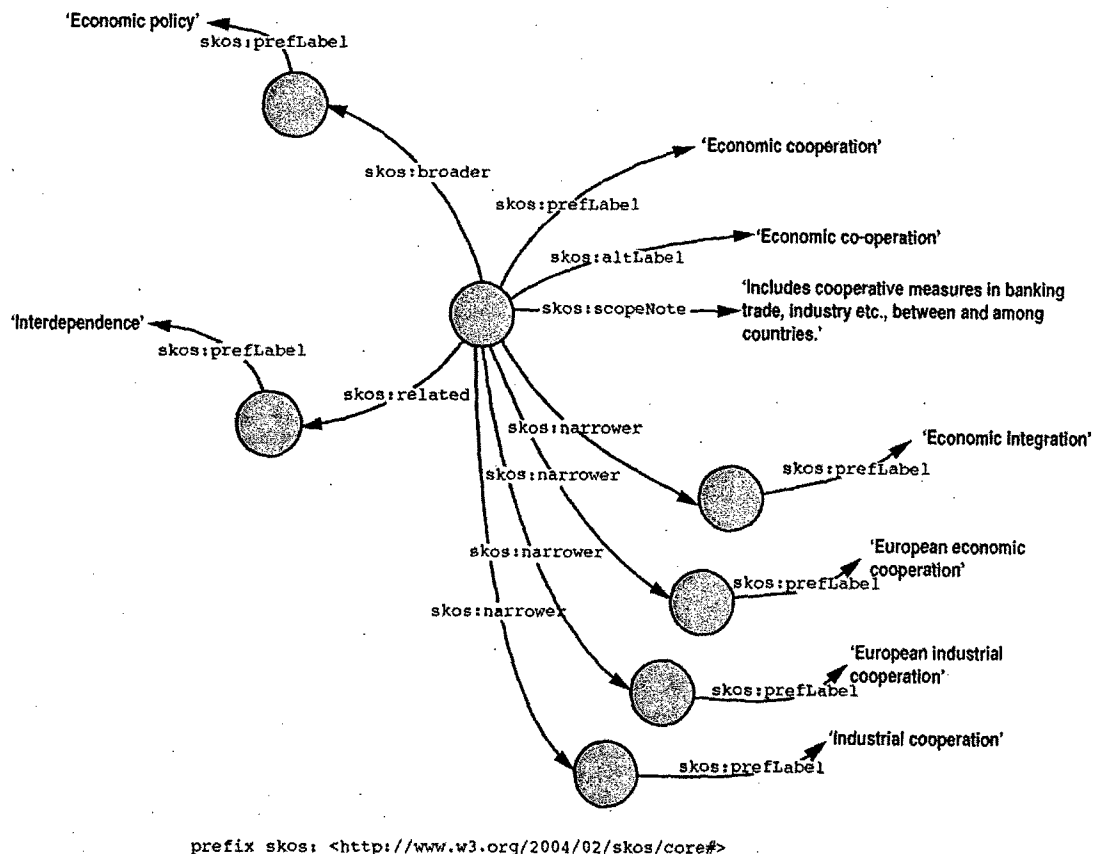 'Economic policy'
skos:prefLabel
skos:broader
'Economic cooperation'
skos:prefLabel
skos:altLabel
'Economic co-operation'
skos:scopeNote
'Includes cooperative measures in banking
trade, industry etc., between and among
countries.'
'Interdependence'
skos:prefLabel
skos:related
skos:narrower
'Economic integration'
skos:prefLabel
skos:narrower
'European economic
cooperation'
skos:prefLabel
skos:narrower
skos:narrower
'European industrial
cooperation'
skos:prefLabel
'Industrial cooperation'
skos:prefLabel
prefix skos: <http://www.w3.org/2004/02/skos/core#>